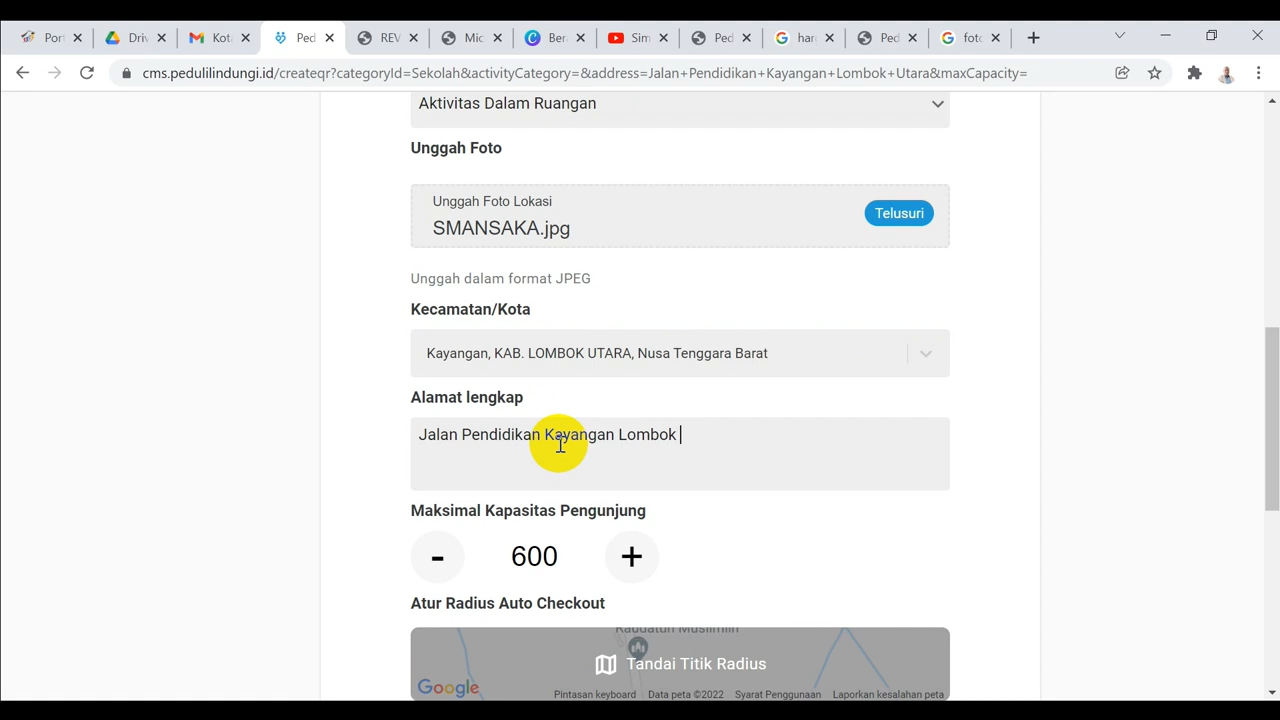 Por
Driv
Kota
Ped
REV
Mic
Ber
Sim
Ped
har
Ped
foto
cms.pedulilindungi.id/createqr?categoryId=Sekolah&activityCategory=&address=Jalan+Pendidikan+Kayangan+Lombok+Utara&maxCapacity=
Aktivitas Dalam Ruangan
Unggah Foto
Unggah Foto Lokasi
SMANSAKA.jpg
Telusuri
Unggah dalam format JPEG
Kecamatan/Kota
Kayangan, KAB. LOMBOK UTARA, Nusa Tenggara Barat
Alamat lengkap
Jalan Pendidikan Kayangan Lombok
Maksimal Kapasitas Pengunjung
- 600 +
Atur Radius Auto Checkout
Raudatun Muslimin
Tandai Titik Radius
Google
Pintasan keyboard
Data peta ©2022
Syarat Penggunaan
Laporkan kesalahan peta